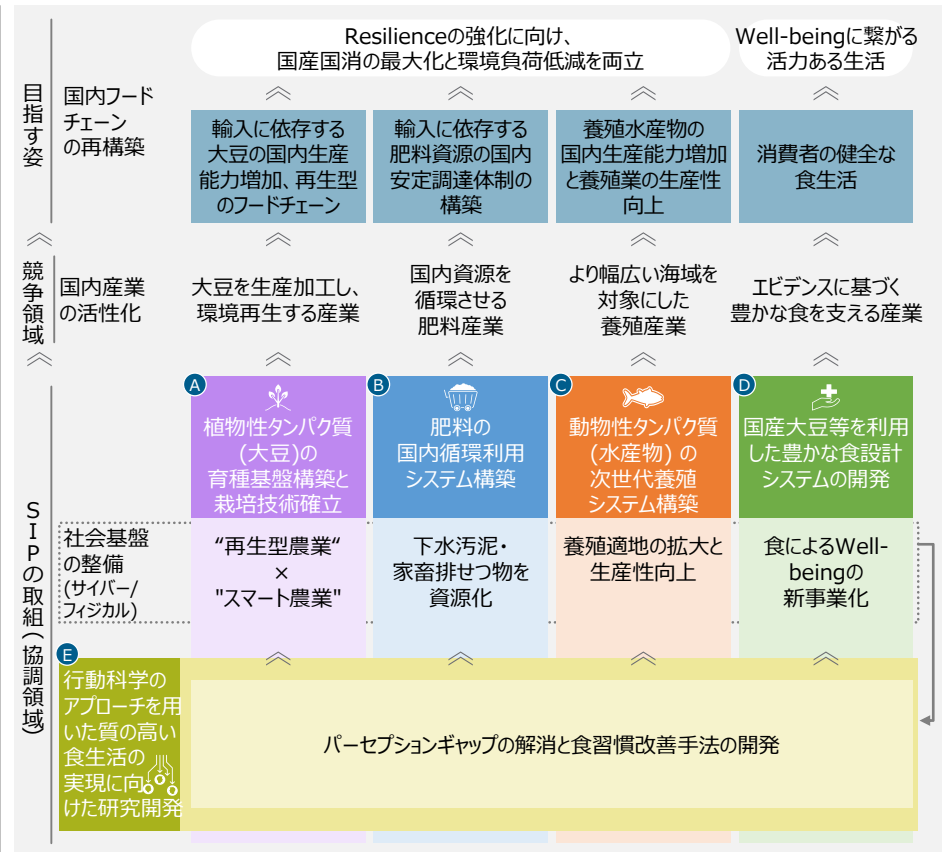 Resilienceの強化に向け、
国産国消の最大化と環境負荷低減を両立
Well-beingに繋がる
活力ある生活
目指す姿
国内フード
チェーン
の再構築
輸入に依存する
大豆の国内生産
能力増加、再生型
のフードチェーン
輸入に依存する
肥料資源の国内
安定調達体制の
構築
養殖水産物の
国内生産能力増加
と養殖業の生産性
向上
消費者の健全な
食生活
競争領域
国内産業
の活性化
大豆を生産加工し、
環境再生する産業
国内資源を
循環させる
肥料産業
より幅広い海域を
対象にした
養殖産業
エビデンスに基づく
豊かな食を支える産業
SIPの取組(協調領域)
A
植物性タンパク質
(大豆)の
育種基盤構築と
栽培技術確立
B
肥料の
国内循環利用
システム構築
C
動物性タンパク質
(水産物) の
次世代養殖
システム構築
D
国産大豆等を利用
した豊かな食設計
システムの開発
社会基盤
の整備
(サイバー/
フィジカル)
“再生型農業“
×
"スマート農業"
下水汚泥・
家畜排せつ物を
資源化
養殖適地の拡大と
生産性向上
食によるWell-
beingの
新事業化
E
行動科学の
アプローチを用
いた質の高い
食生活の
実現に向
けた研究開発
パーセプションギャップの解消と食習慣改善手法の開発